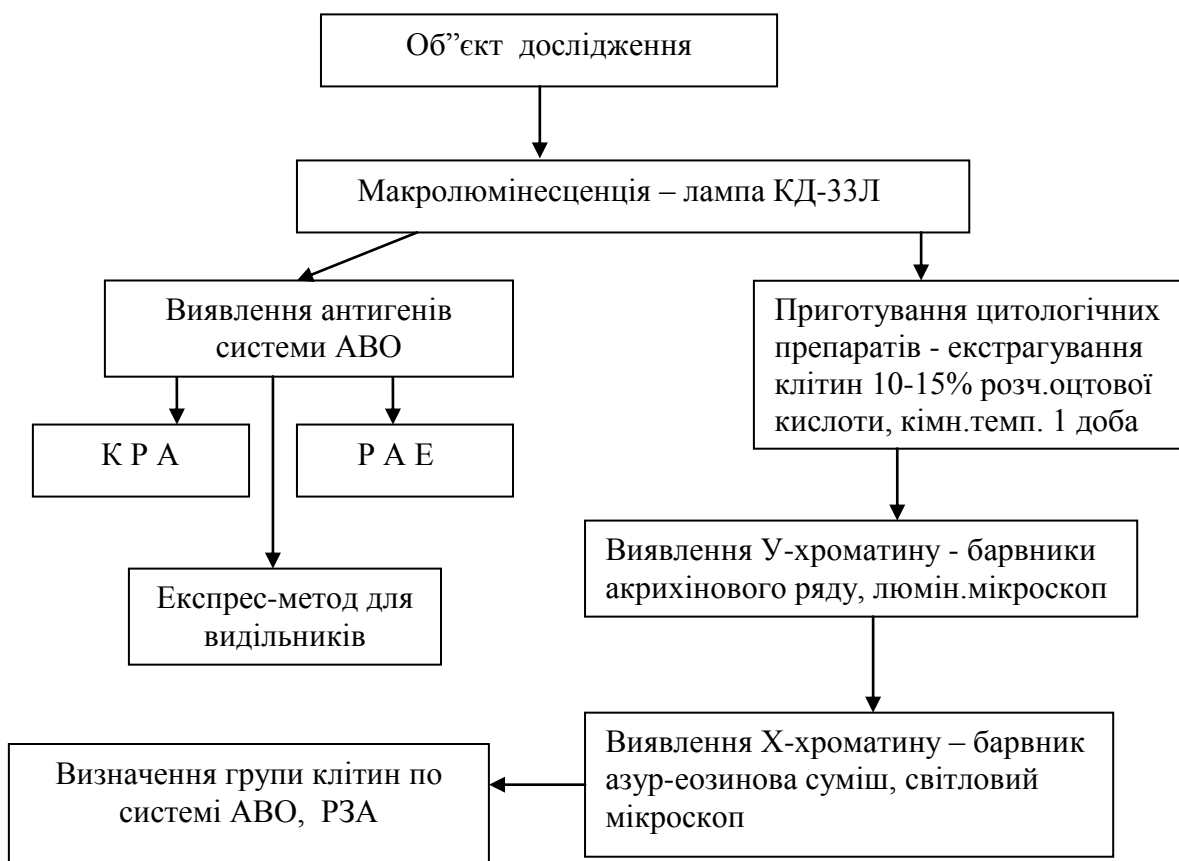 Об”єкт дослідження
Макролюмінесценція – лампа КД-33Л
Виявлення антигенів
системи АВО
К Р А
Р А Е
Експрес-метод для
видільників
Приготування цитологічних
препаратів - екстрагування
клітин 10-15% розч.оцтової
кислоти, кімн.темп. 1 доба
Виявлення У-хроматину - барвники
акрихінового ряду, люмін.мікроскоп
Виявлення Х-хроматину – барвник
азур-еозинова суміш, світловий
мікроскоп
Визначення групи клітин по
системі АВО, РЗА